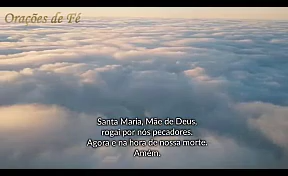 Orações de Fé
Santa Maria, Mãe de Deus,
rogai por nós pecadores.
Agora e na hora de nossa morte.
Amém.